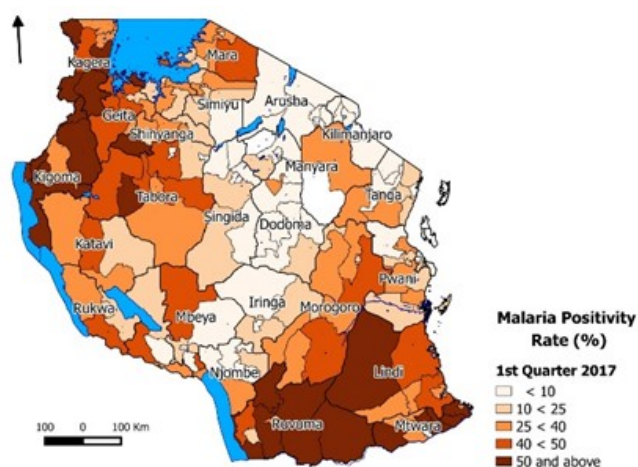 Mara
Kagera
Simiyu
Arusha
Geita
Shinyanga
Kilimanjaro
Manyara
Kigoma
Tabora
Tanga
Singida
Dodoma
Katavi
Pwani
Rukwa
Iringa
Morogoro
Mbeya
Njombe
Lindi
Ruvuma
Mtwara
100 0 100 Km
Malaria Positivity
Rate (%)
1st Quarter 2017
< 10
10 < 25
25 < 40
40 < 50
50 and above